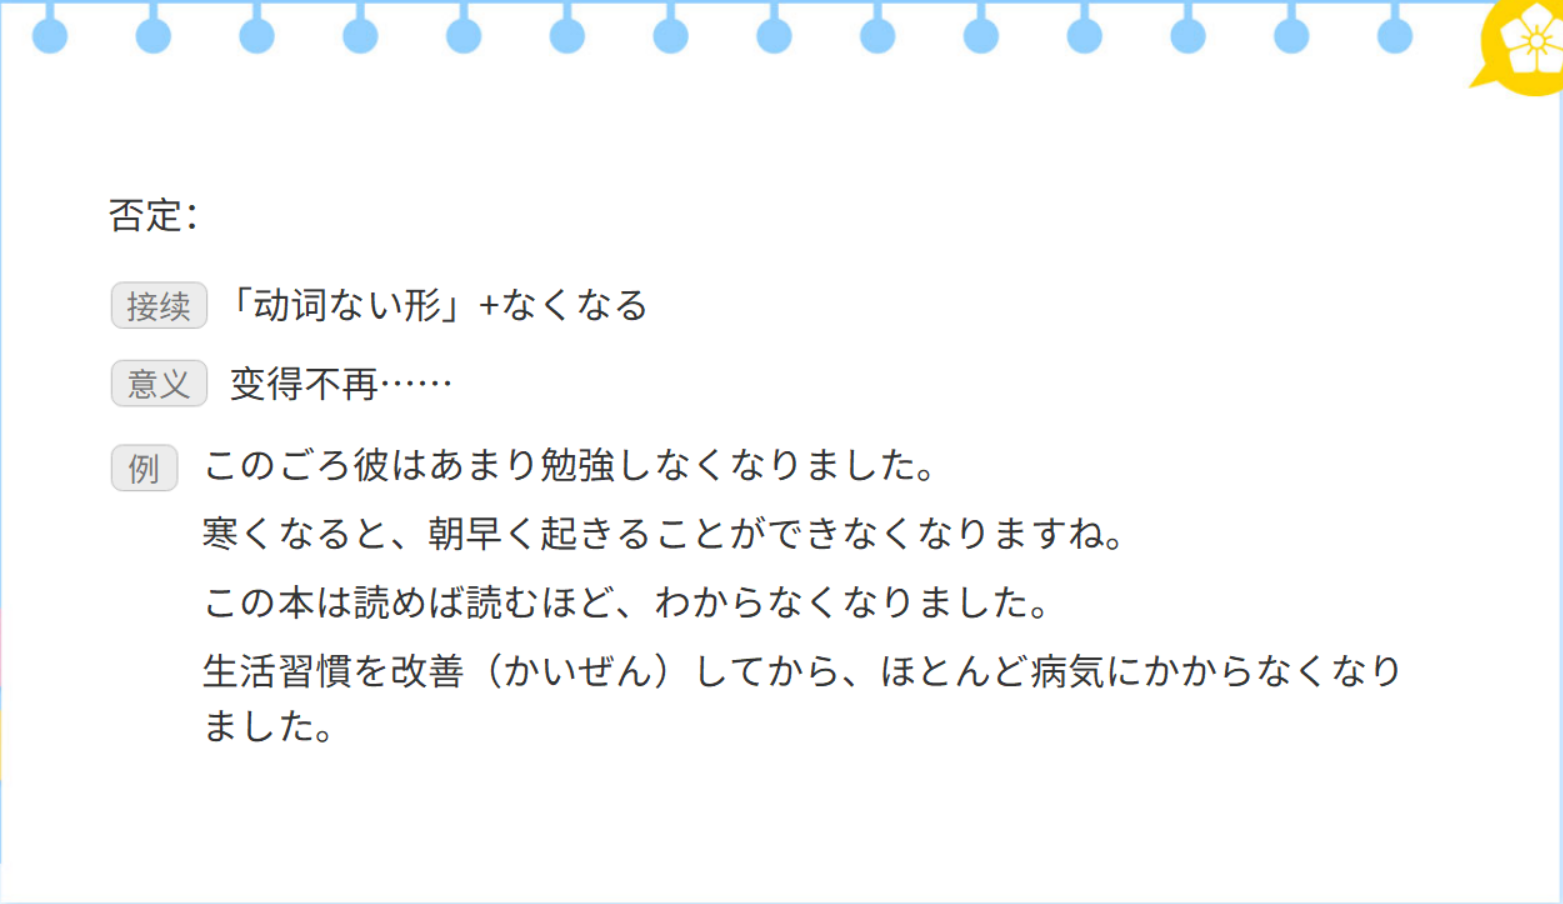 否定：
接续 「动词ない形」+なくなる
意义 变得不再……
例 このごろ彼はあまり勉強しなくなりました。
寒くなると、朝早く起きることができなくなりますね。
この本は読めば読むほど、わからなくなりました。
生活習慣を改善（かいぜん）してから、ほとんど病気にかからなくなり
ました。